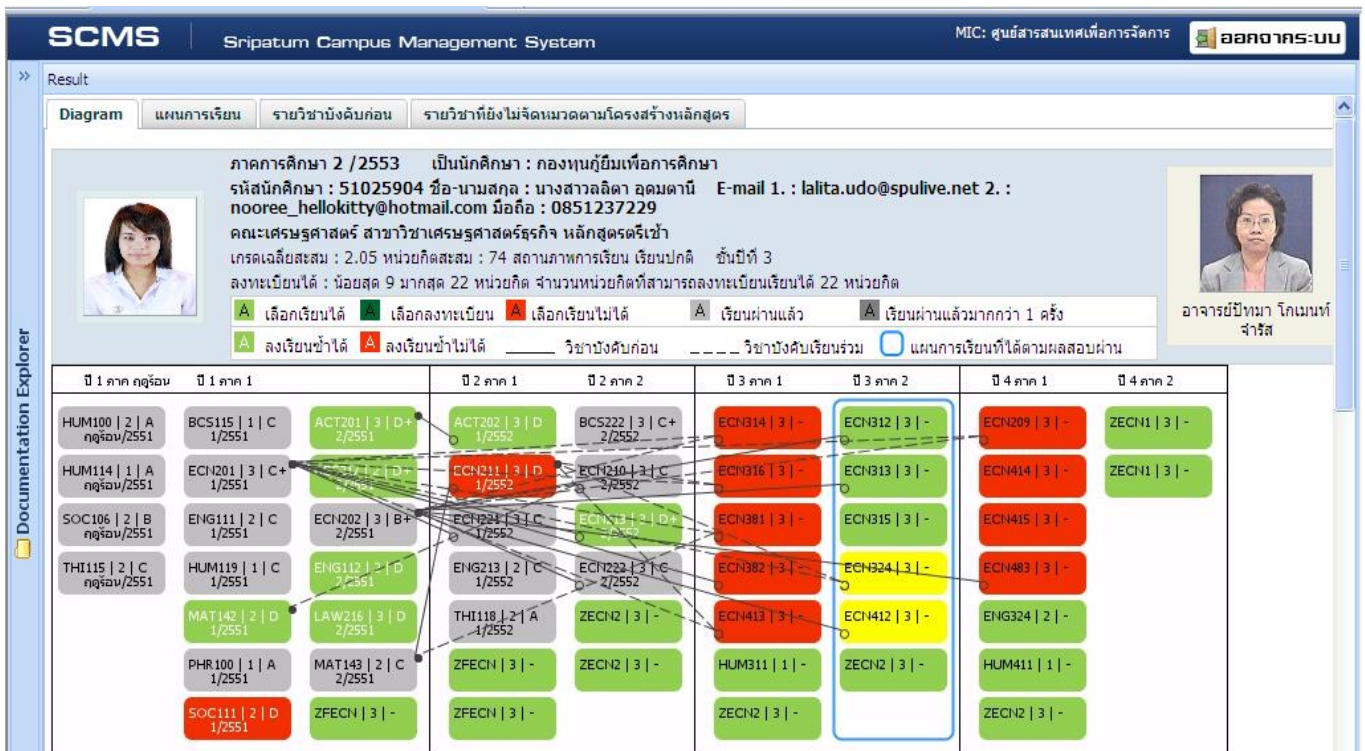 SCMS Sripatum Campus Management System MIC: ศูนย์สารสนเทศเพื่อการจัดการ ออกจากระบบ
Result
Diagram แผนการเรียน รายวิชาบังคับก่อน รายวิชาที่ยังไม่จัดหมวดตามโครงสร้างหลักสูตร
ภาคการศึกษา 2 /2553 เป็นนักศึกษา : กองทุนกู้ยืมเพื่อการศึกษา
รหัสนักศึกษา : 51025904 ชื่อ-นามสกุล : นางสาวลลิตา อุดมตานี E-mail 1. : lalita.udo@spulive.net 2. :
nooree_hellokitty@hotmail.com มือถือ : 0851237229
คณะเศรษฐศาสตร์ สาขาวิชาเศรษฐศาสตร์ธุรกิจ หลักสูตรตรีเช้า
เกรดเฉลี่ยสะสม : 2.05 หน่วยกิตสะสม : 74 สถานภาพการเรียน เรียนปกติ ชั้นปีที่ 3
ลงทะเบียนได้ : น้อยสุด 9 มากสุด 22 หน่วยกิต จำนวนหน่วยกิตที่สามารถลงทะเบียนเรียนได้ 22 หน่วยกิต
A เลือกเรียนได้ A เลือกลงทะเบียน A เลือกเรียนไม่ได้ A เรียนผ่านแล้ว A เรียนผ่านแล้วมากกว่า 1 ครั้ง
A ลงเรียนซ้ำได้ A ลงเรียนซ้ำไม่ได้ วิชาบังคับก่อน วิชาบังคับเรียนร่วม แผนการเรียนที่ได้ตามผลสอบผ่าน
อาจารย์ปัทมา โกเมนท์
จำรัส
Documentation Explorer
ปี 1 ภาค ฤดูร้อน ปี 1 ภาค 1 ปี 2 ภาค 1 ปี 2 ภาค 2 ปี 3 ภาค 1 ปี 3 ภาค 2 ปี 4 ภาค 1 ปี 4 ภาค 2
HUM100 | 2 | A BCS115 | 1 | C ACT201 | 3 | D+ ACT202 | 3 | D BCS222 | 3 | C+ ECN314 | 3 | - ECN312 | 3 | - ECN209 | 3 | - ZECN1 | 3 | -
ฤดูร้อน/2551 1/2551 2/2551 1/2552 2/2552
HUM114 | 1 | A ECN201 | 3 | C+ | 2 | D+ ECN211 | 3 | D ECN210 | 3 | C ECN316 | 3 | - ECN313 | 3 | - ECN414 | 3 | - ZECN1 | 3 | -
ฤดูร้อน/2551 1/2551 1/2552 2/2552
SOC106 | 2 | B ENG111 | 2 | C ECN202 | 3 | B+ ECN221 | 3 | C ECN213 | 3 | D+ ECN381 | 3 | - ECN315 | 3 | - ECN415 | 3 | -
ฤดูร้อน/2551 1/2551 2/2551 1/2552 2/2552
THI115 | 2 | C HUM119 | 1 | C ENG112 | 2 | D ENG213 | 2 | C ECN222 | 3 | C ECN382 | 3 | - ECN324 | 3 | - ECN483 | 3 | -
ฤดูร้อน/2551 1/2551 2/2551 1/2552 2/2552
MAT142 | 2 | D LAW216 | 3 | D THI118 | 2 | A ZECN2 | 3 | - ECN413 | 3 | - ECN412 | 3 | - ENG324 | 2 | -
1/2551 2/2551 1/2552
PHR100 | 1 | A MAT143 | 2 | C ZFECN | 3 | - ZECN2 | 3 | - HUM311 | 1 | - ZECN2 | 3 | - HUM411 | 1 | -
1/2551 2/2551
SOC111 | 2 | D ZFECN | 3 | - ZFECN | 3 | - ZECN2 | 3 | - ZECN2 | 3 | -
1/2551